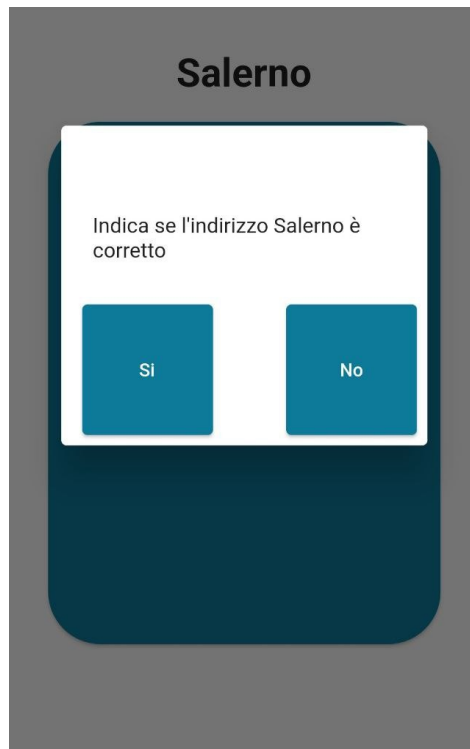 Salerno
Indica se l'indirizzo Salerno è
corretto
Si
No